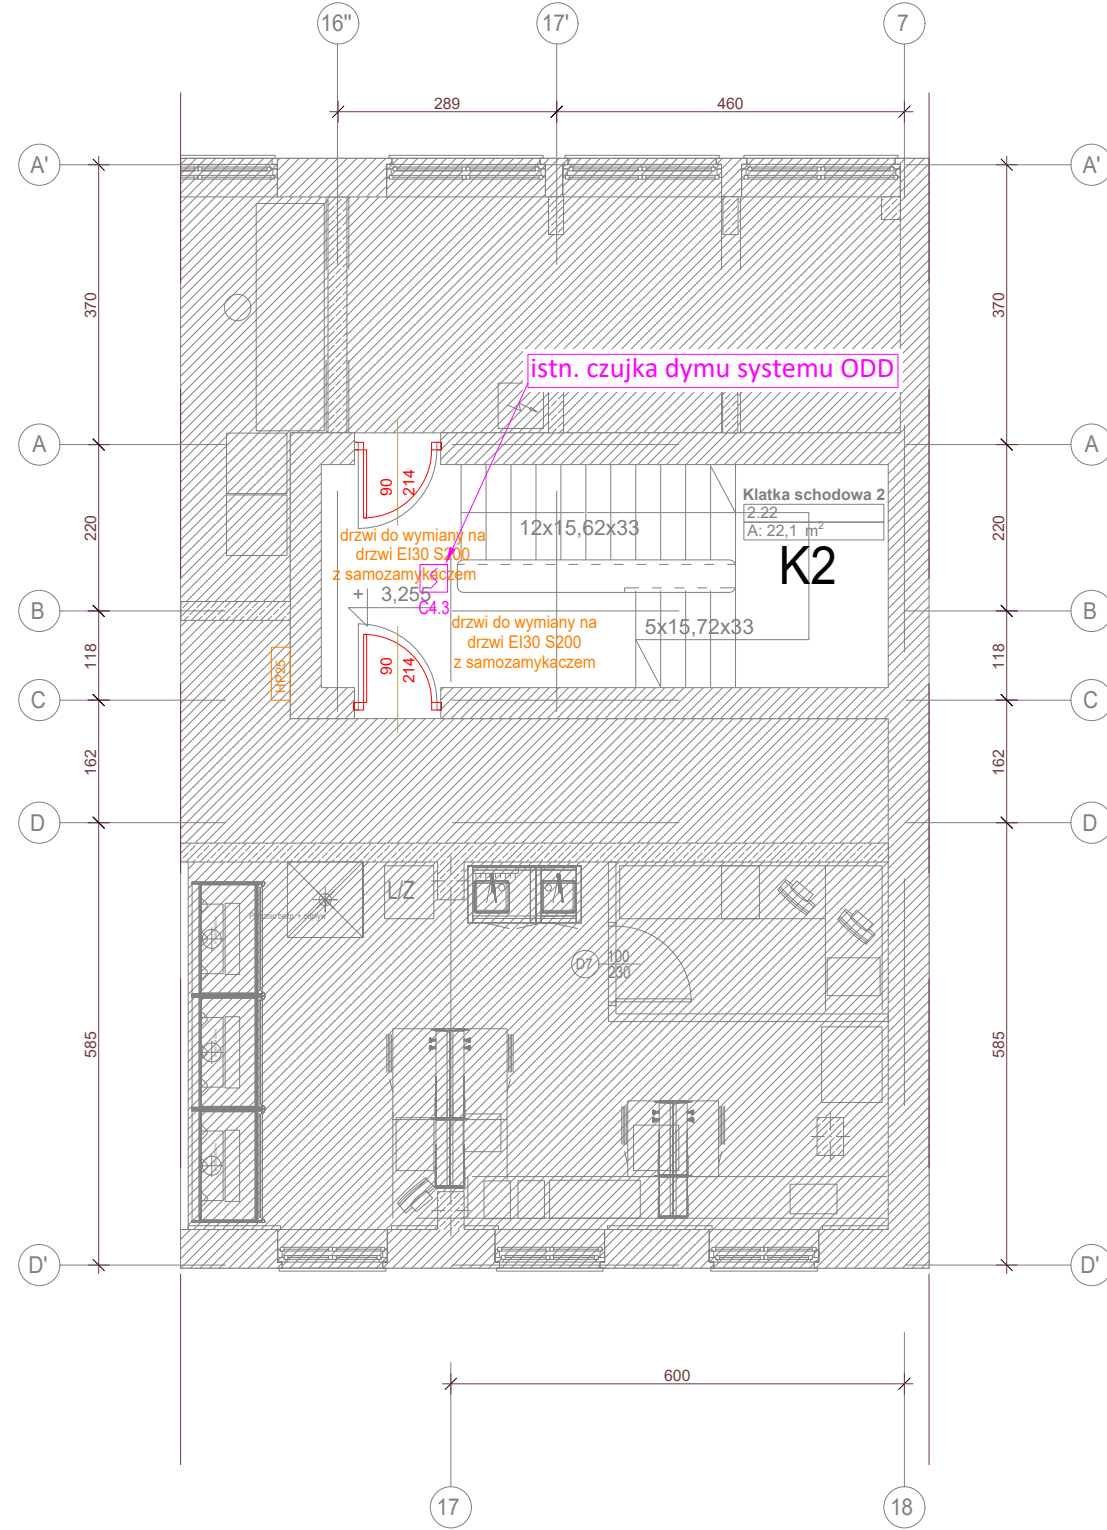 16"
17'
7
289
460
A'
A'
370
370
istn. czujka dymu systemu ODD
A
A
90
214
220
220
Klatka schodowa 2
2.22
A: 22,1 m²
12x15,62x33
K2
drzwi do wymiany na
drzwi EI30 S200
z samozamykaczem
+ 3,255
C4.3
B
B
drzwi do wymiany na
drzwi EI30 S200
z samozamykaczem
5x15,72x33
118
118
90
214
HP25
C
C
162
162
D
D
L/Z
D7
100
230
585
585
D'
D'
600
17
18